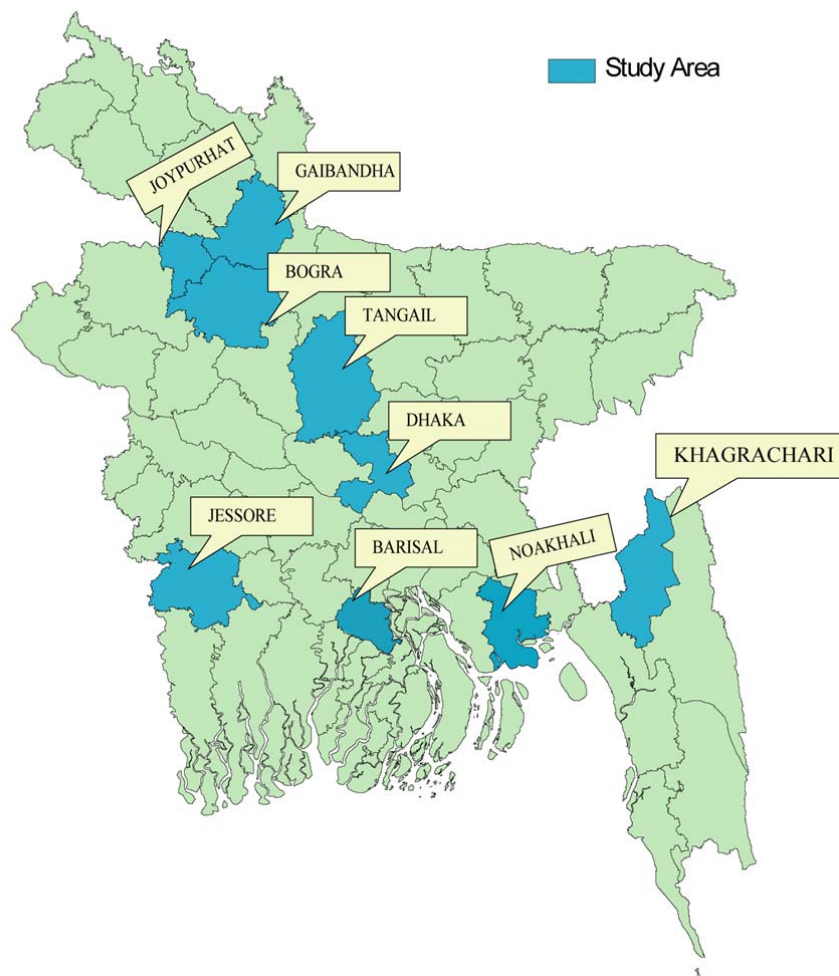 Study Area
JOYPURHAT
GAIBANDHA
BOGRA
TANGAIL
DHAKA
KHAGRACHARI
JESSORE
BARISAL
NOAKHALI